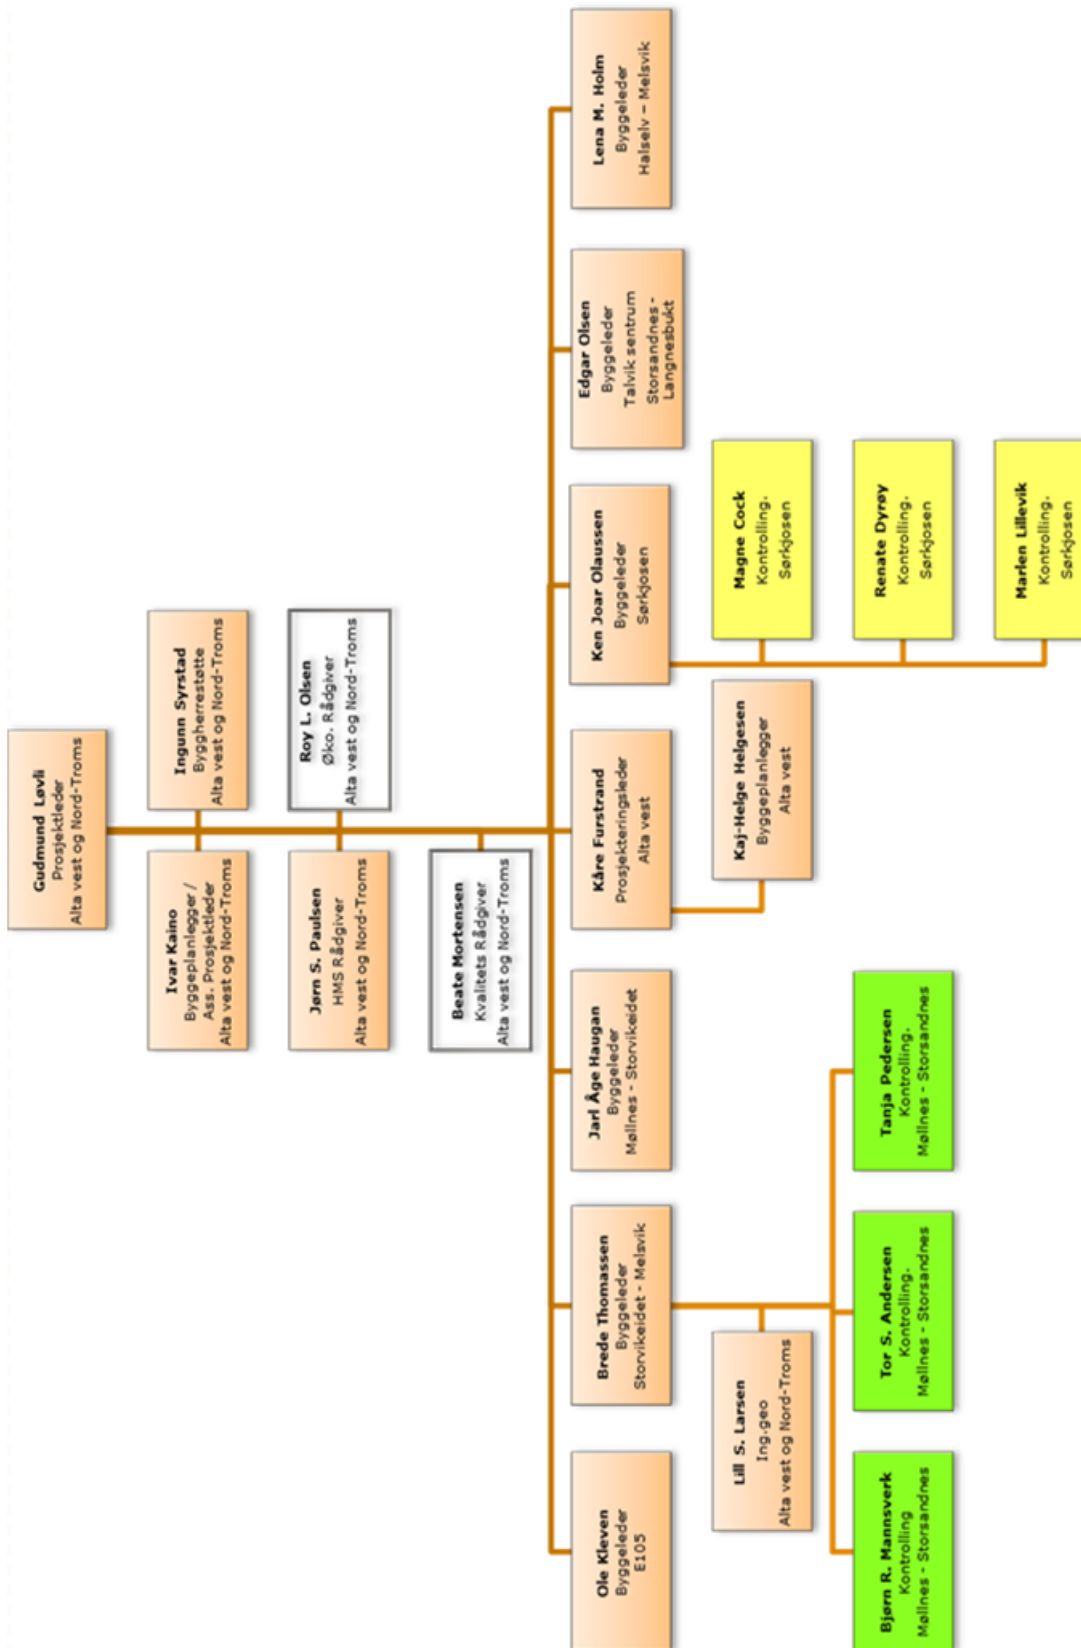 Gudmund Løvli
Prosjektleder
Alta vest og Nord-Troms
Ivar Kaino
Byggeplanlegger /
Ass. Prosjektleder
Alta vest og Nord-Troms
Ingunn Syrstad
Byggherrestøtte
Alta vest og Nord-Troms
Jørn S. Paulsen
HMS Rådgiver
Alta vest og Nord-Troms
Roy L. Olsen
Øko. Rådgiver
Alta vest og Nord-Troms
Beate Mortensen
Kvalitets Rådgiver
Alta vest og Nord-Troms
Ole Kleven
Byggeleder
E105
Brede Thomassen
Byggeleder
Storvikeidet - Melsvik
Jarl Åge Haugan
Byggeleder
Møllnes - Storvikeidet
Kåre Furstrand
Prosjekteringsleder
Alta vest
Ken Joar Olaussen
Byggeleder
Sørkjosen
Edgar Olsen
Byggeleder
Talvik sentrum
Storsandnes -
Langnesbukt
Lena M. Holm
Byggeleder
Halselv – Melsvik
Lill S. Larsen
Ing.geo
Alta vest og Nord-Troms
Kaj-Helge Helgesen
Byggeplanlegger
Alta vest
Magne Cock
Kontrolling.
Sørkjosen
Bjørn R. Mannsverk
Kontrolling
Møllnes - Storsandnes
Tor S. Andersen
Kontrolling.
Møllnes - Storsandnes
Tanja Pedersen
Kontrolling.
Møllnes - Storsandnes
Renate Dyrøy
Kontrolling.
Sørkjosen
Marlen Lillevik
Kontrolling.
Sørkjosen